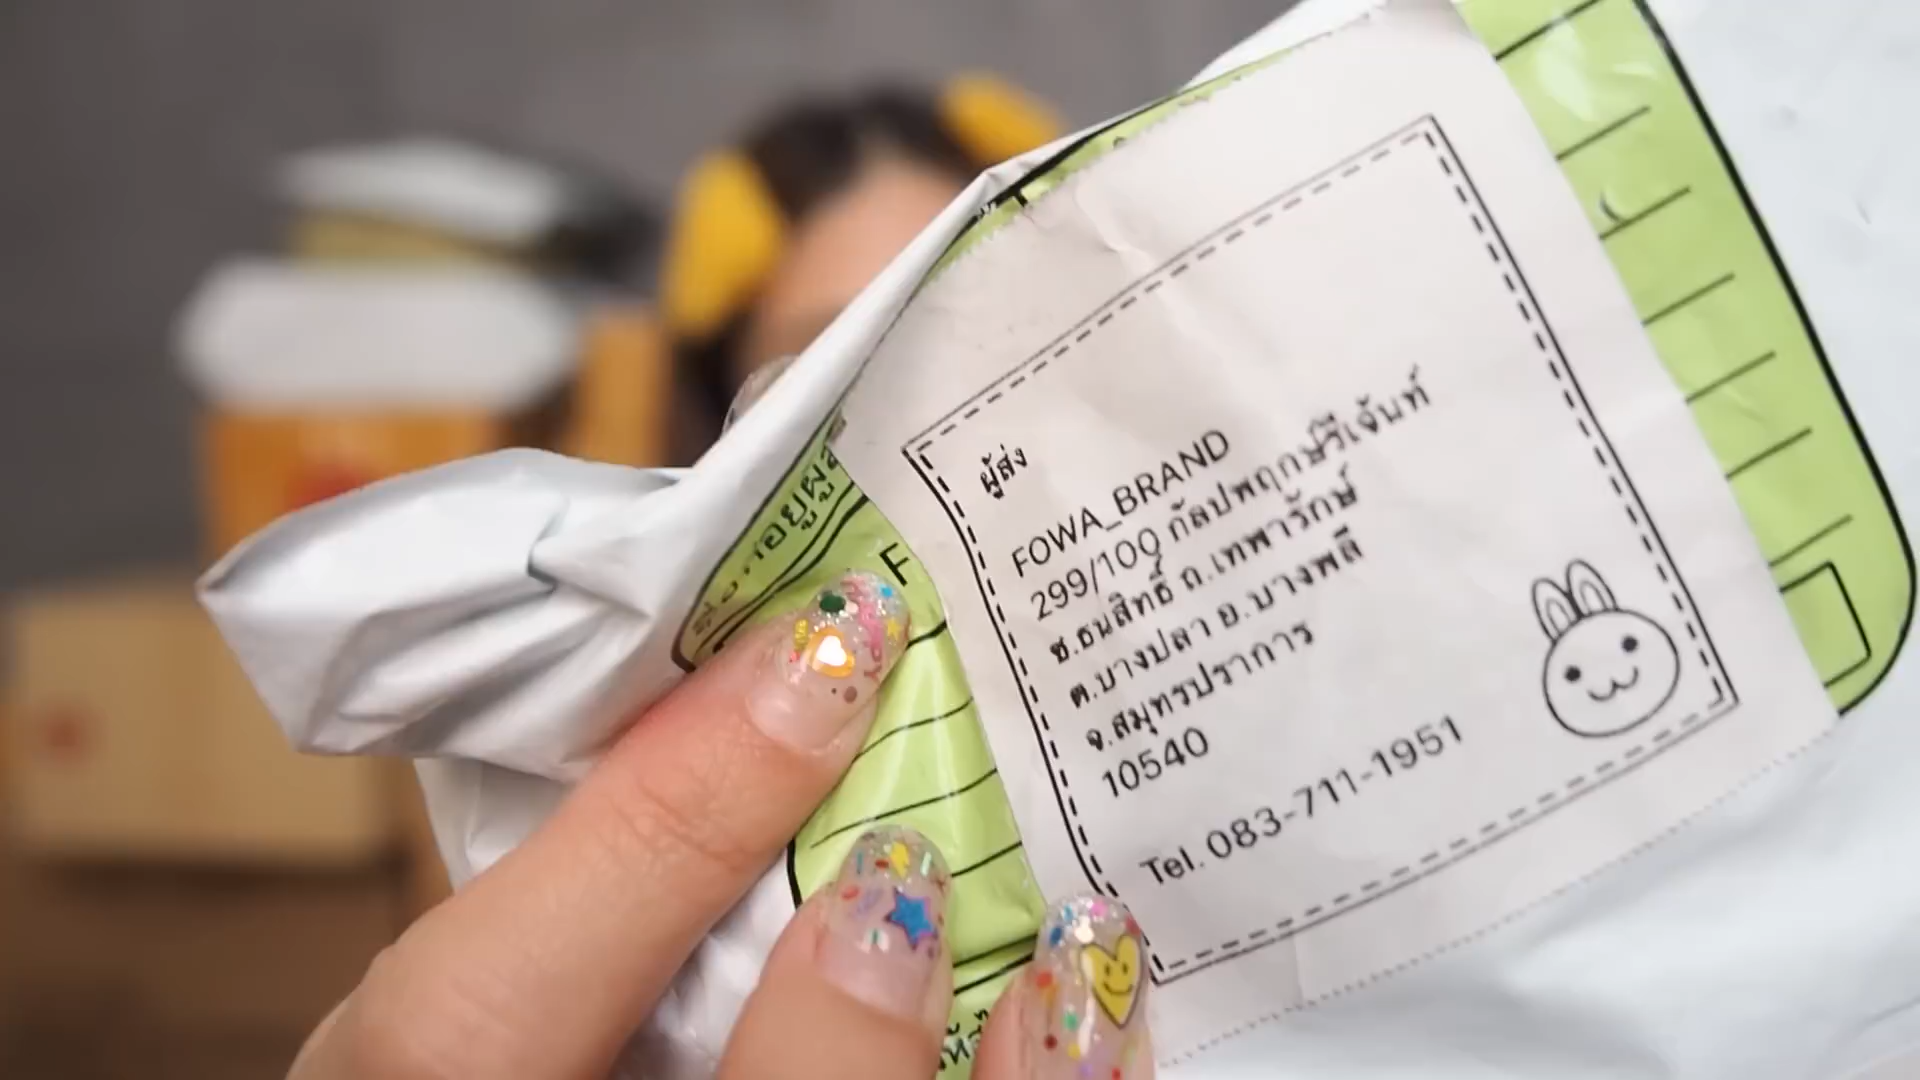 ผู้ส่ง
FOWA_BRAND
299/100 กัลปพฤกษ์วีเจ้นท์
ซ.ธนสิทธิ์ ถ.เทพารักษ์
ต.บางปลา อ.บางพลี
จ.สมุทรปราการ
10540
Tel. 083-711-1951
F